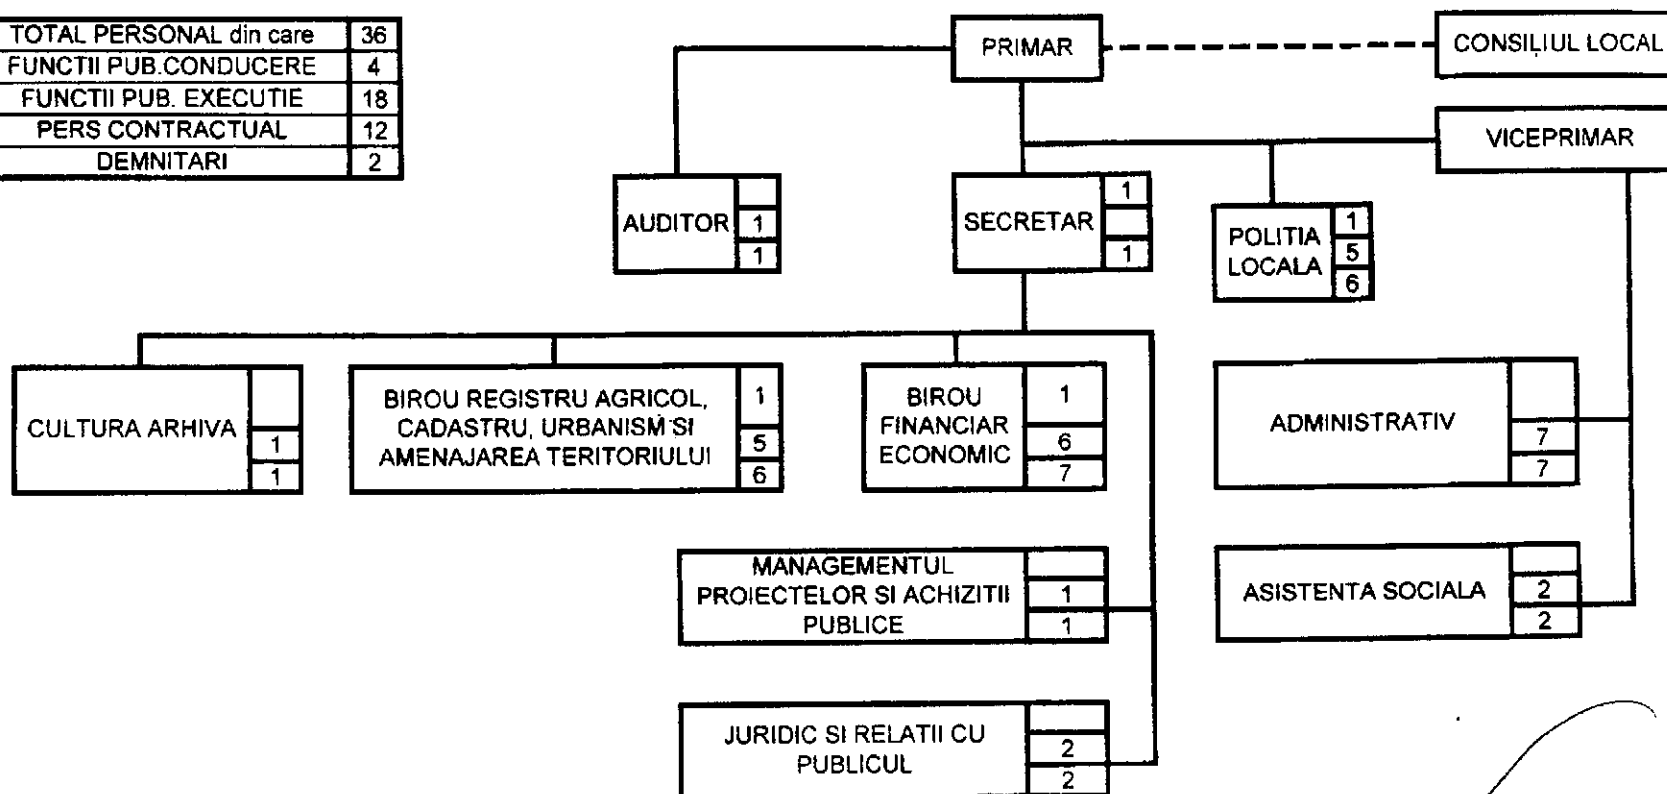 TOTAL PERSONAL din care 36
FUNCTII PUB.CONDUCERE 4
FUNCTII PUB. EXECUTIE 18
PERS CONTRACTUAL 12
DEMNITARI 2
PRIMAR
CONSILIUL LOCAL
VICEPRIMAR
AUDITOR
1
1
SECRETAR
1
1
POLITIA
LOCALA
1
5
6
CULTURA ARHIVA
1
1
BIROU REGISTRU AGRICOL,
CADASTRU, URBANISM SI
AMENAJAREA TERITORIULUI
1
5
6
BIROU
FINANCIAR
ECONOMIC
1
6
7
ADMINISTRATIV
7
7
MANAGEMENTUL
PROIECTELOR SI ACHIZITII
PUBLICE
1
1
ASISTENTA SOCIALA
2
2
JURIDIC SI RELATII CU
PUBLICUL
2
2